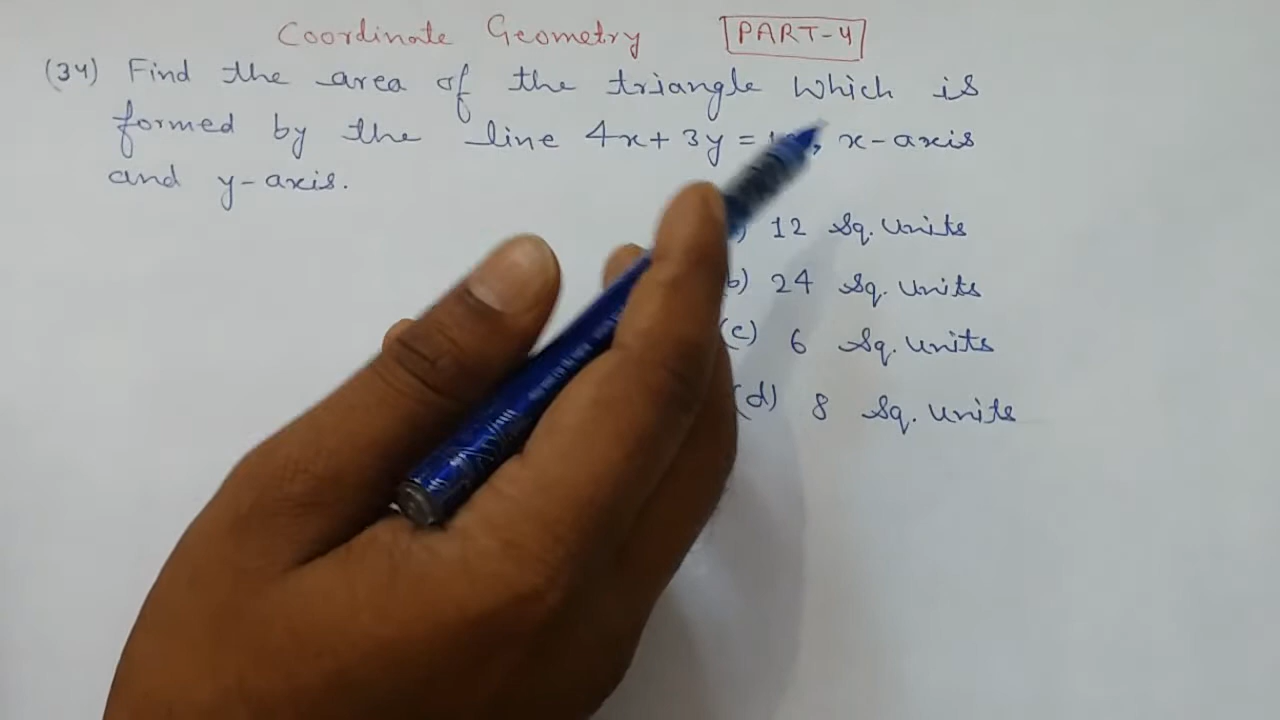 Coordinate Geometry PART-4
(34) Find the area of the triangle which is
formed by the line 4x + 3y = , x-axis
and y-axis.
) 12 Sq. Units
(b) 24 Sq. Units
(c) 6 Sq. Units
(d) 8 Sq. Units